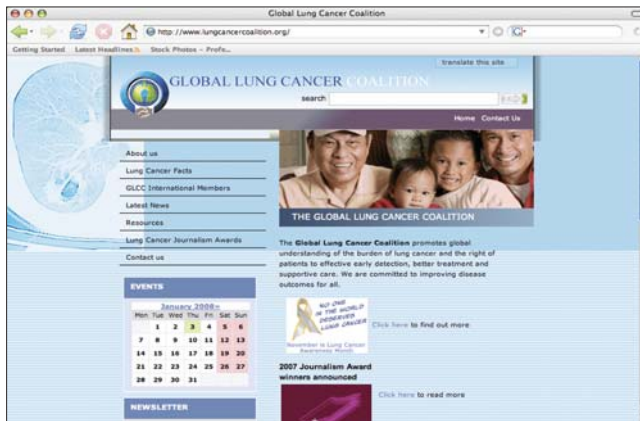 Global Lung Cancer Coalition
http://www.lungcancercoalition.org/
Getting Started Latest Headlines Stock Photos - Profe...
translate this site
GLOBAL LUNG CANCER COALITION
search
Home Contact Us
About us
Lung Cancer Facts
GLCC International Members
Latest News
Resources
Lung Cancer Journalism Awards
Contact us
THE GLOBAL LUNG CANCER COALITION
The Global Lung Cancer Coalition promotes global
understanding of the burden of lung cancer and the right of
patients to effective early detection, better treatment and
supportive care. We are committed to improving disease
outcomes for all.
EVENTS
January 2008»
Mon Tue Wed Thu Fri Sat Sun
1 2 3 4 5 6
7 8 9 10 11 12 13
14 15 16 17 18 19 20
21 22 23 24 25 26 27
28 29 30 31
NEWSLETTER
NO ONE
IN THE WORLD
DESERVES
LUNG CANCER
November is Lung Cancer
Awareness Month
Click here to find out more
2007 Journalism Award
winners announced
Click here to read more